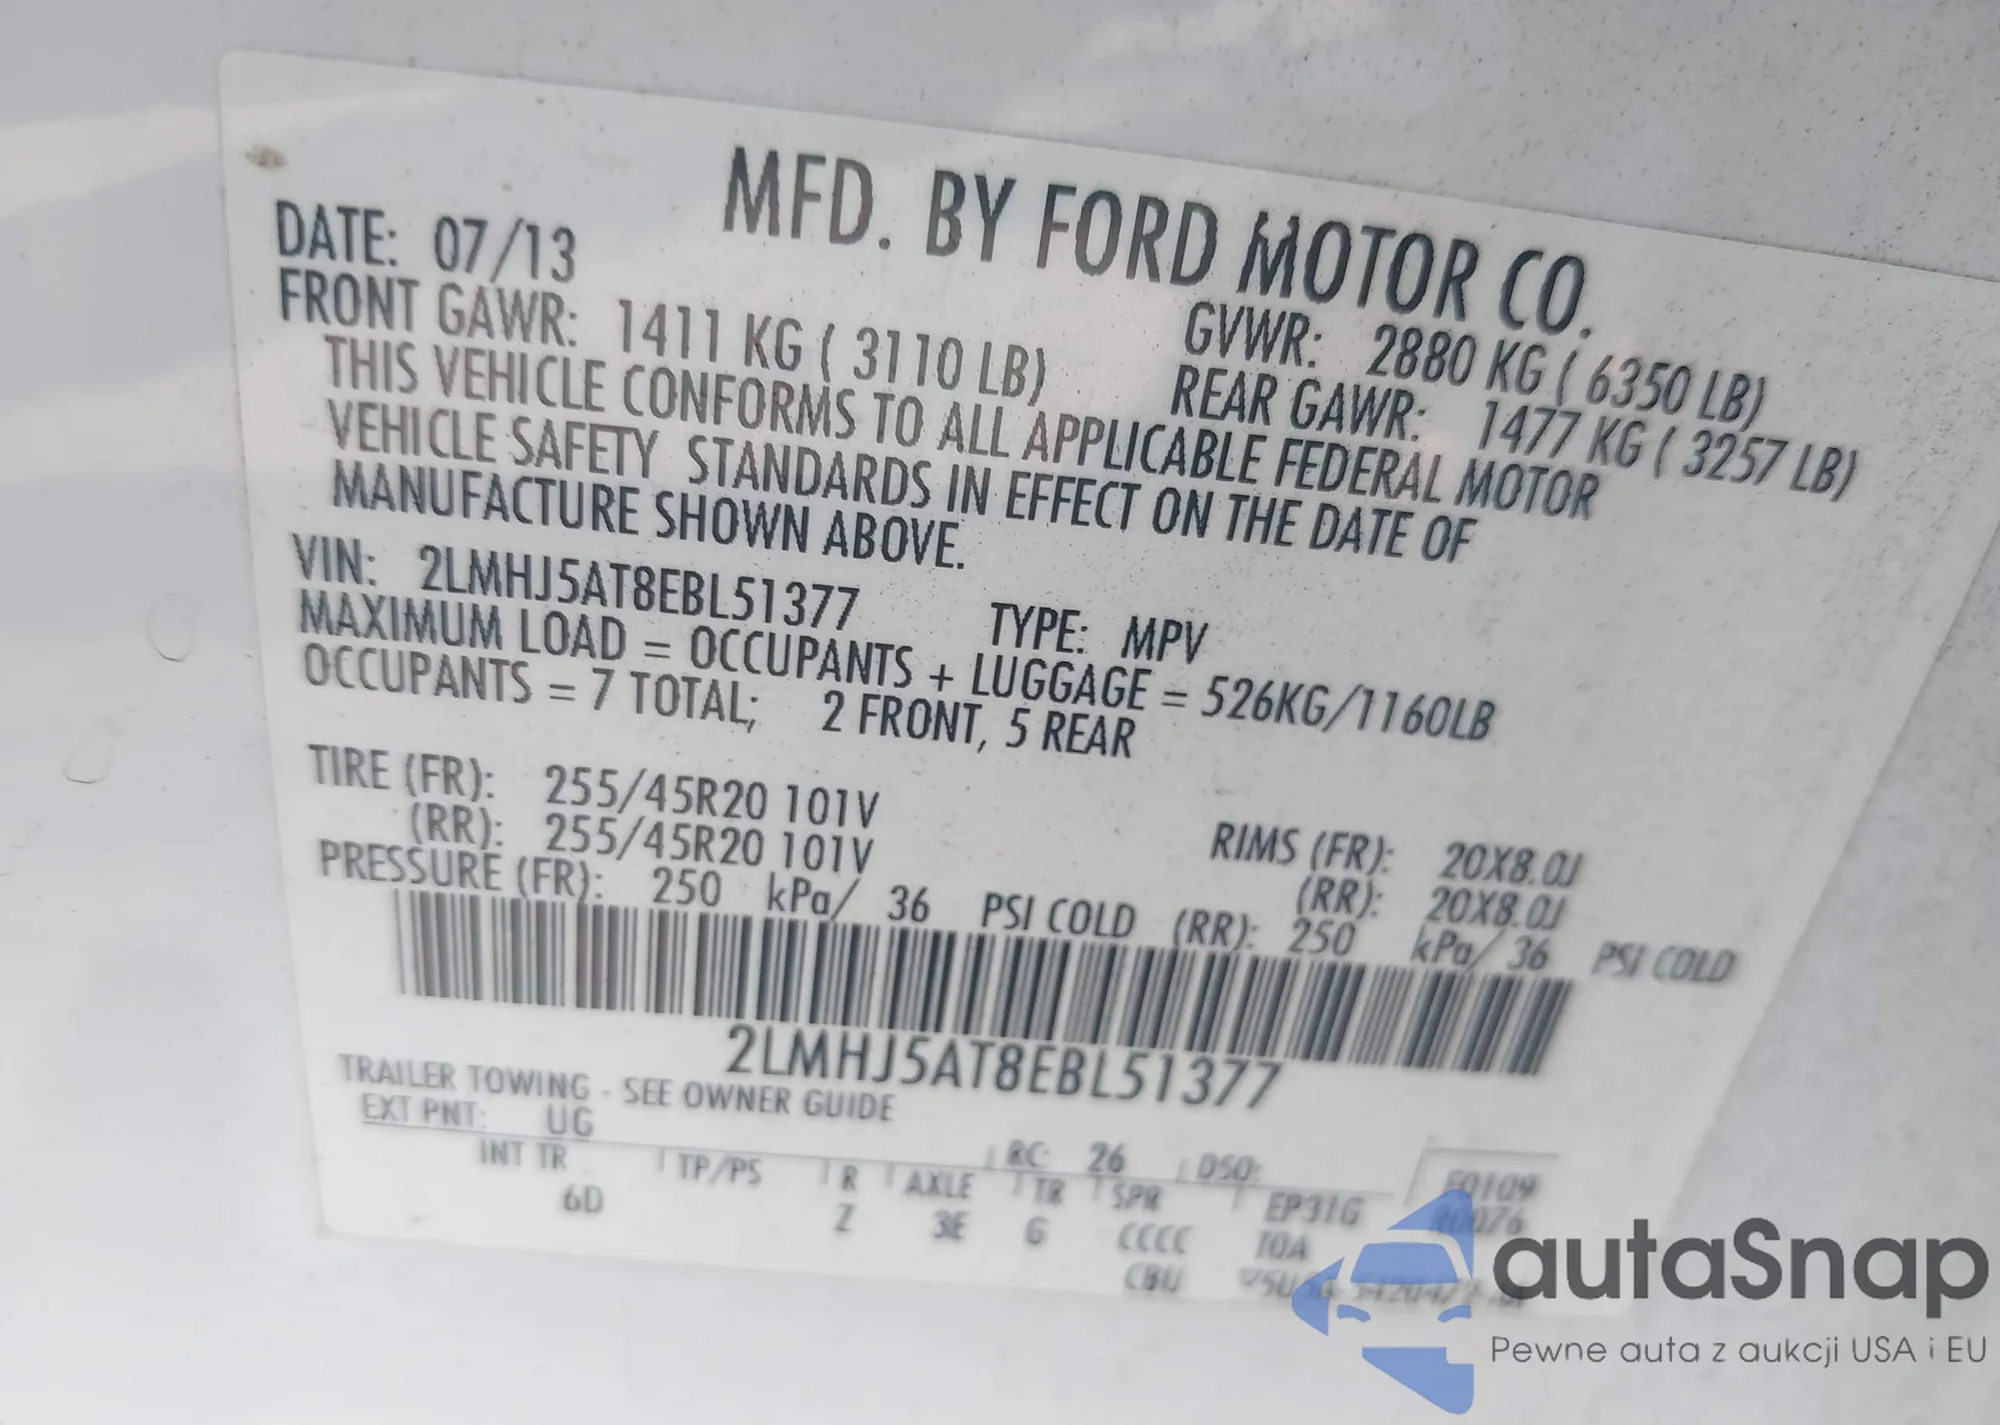 MFD. BY FORD MOTOR CO.
DATE: 07/13
GVWR: 2880 KG ( 6350 LB)
FRONT GAWR: 1411 KG ( 3110 LB)
REAR GAWR: 1477 KG ( 3257 LB)
THIS VEHICLE CONFORMS TO ALL APPLICABLE FEDERAL MOTOR
VEHICLE SAFETY STANDARDS IN EFFECT ON THE DATE OF
MANUFACTURE SHOWN ABOVE.
VIN: 2LMHJ5AT8EBL51377 TYPE: MPV
MAXIMUM LOAD = OCCUPANTS + LUGGAGE = 526KG/1160LB
OCCUPANTS = 7 TOTAL; 2 FRONT, 5 REAR
TIRE (FR): 255/45R20 101V RIMS (FR): 20X8.0J
(RR): 255/45R20 101V (RR): 20X8.0J
PRESSURE (FR): 250 kPa/ 36 PSI COLD (RR): 250 kPa/ 36 PSI COLD
2LMHJ5AT8EBL51377
TRAILER TOWING - SEE OWNER GUIDE
EXT PNT: UG RC: 26 DSO: E0109
INT TR TP/PS R AXLE TR SPR EP31G
6D Z 3E G CCCC TOA
CBU
autaSnap
Pewne auta z aukcji USA i EU